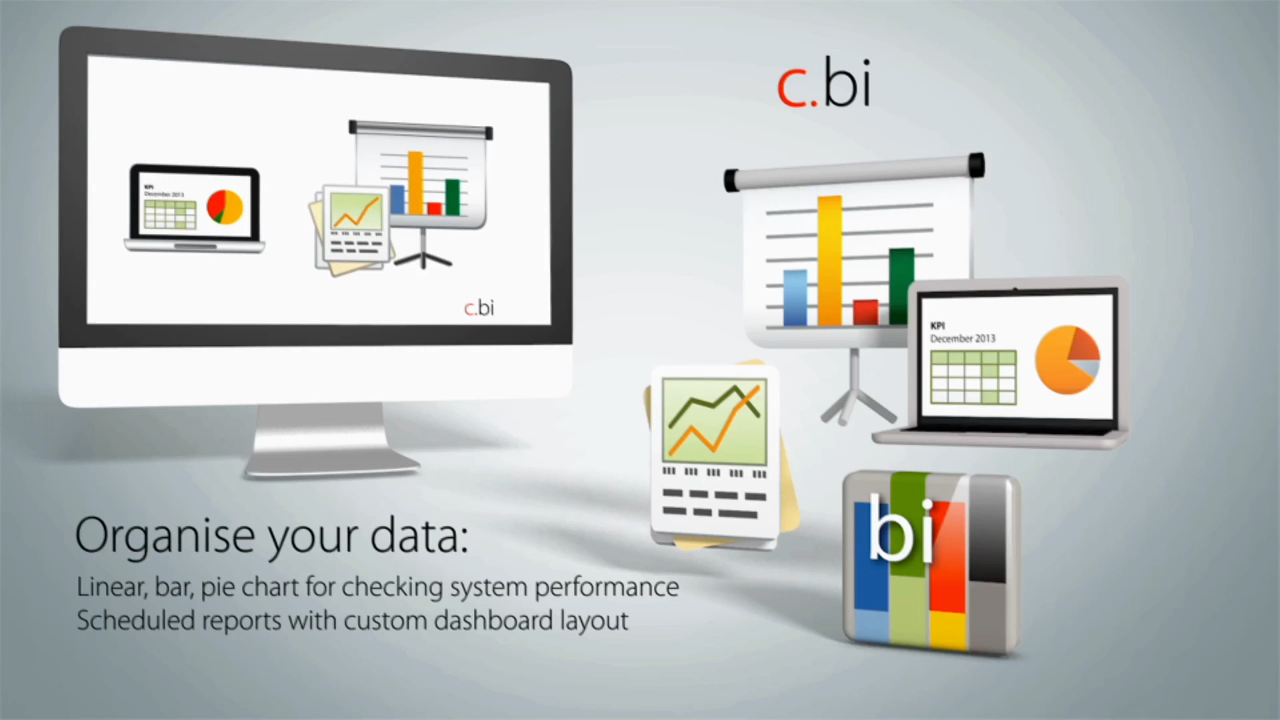 c.bi
KPI
December 2013
c.bi
KPI
December 2013
bi
Organise your data:
Linear, bar, pie chart for checking system performance
Scheduled reports with custom dashboard layout